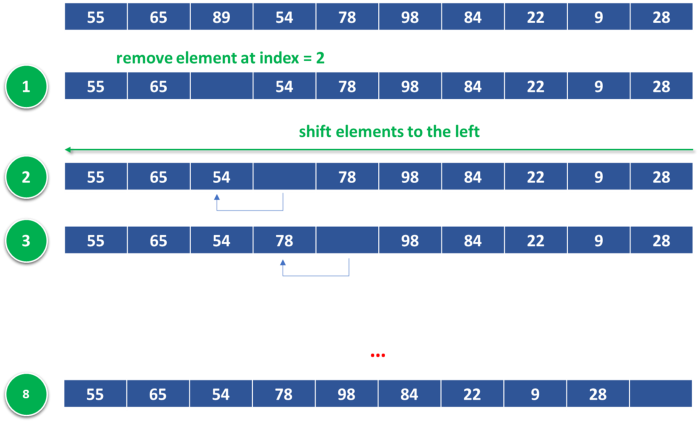 55 65 89 54 78 98 84 22 9 28
remove element at index = 2
1 55 65 54 78 98 84 22 9 28
shift elements to the left
2 55 65 54 78 98 84 22 9 28
3 55 65 54 78 98 84 22 9 28
...
8 55 65 54 78 98 84 22 9 28